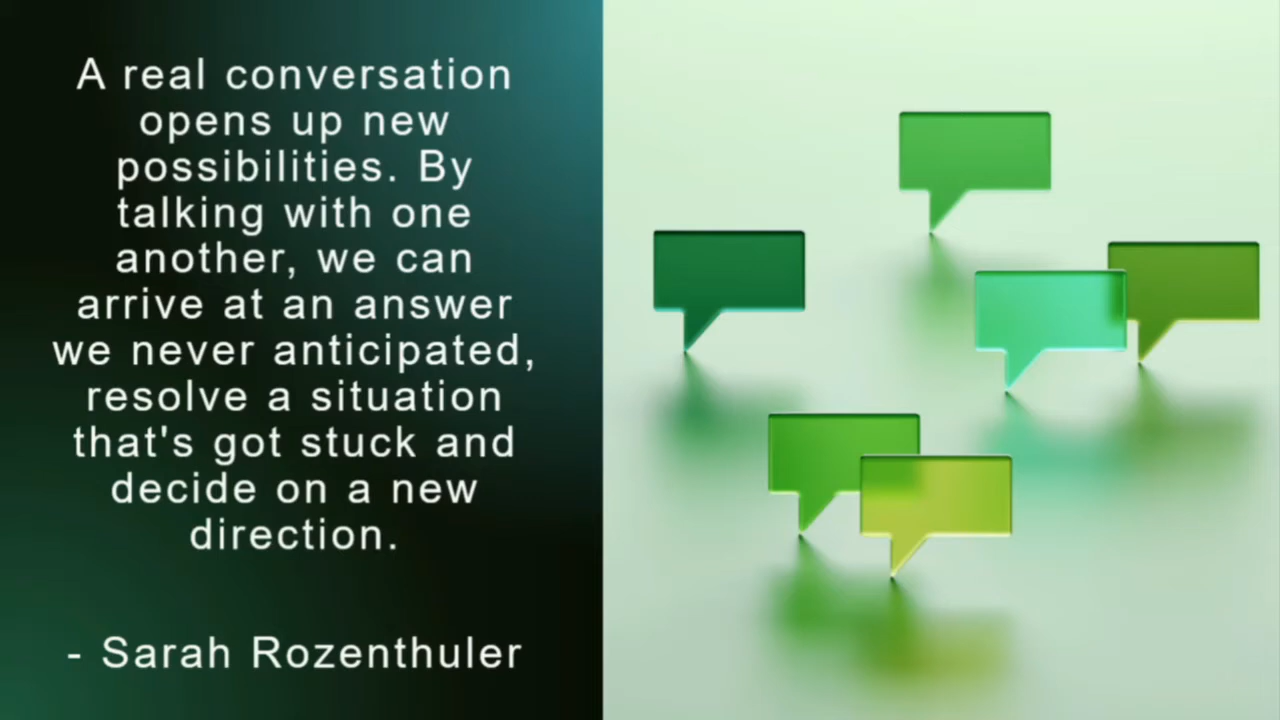 A real conversation
opens up new
possibilities. By
talking with one
another, we can
arrive at an answer
we never anticipated,
resolve a situation
that's got stuck and
decide on a new
direction.
- Sarah Rozenthuler